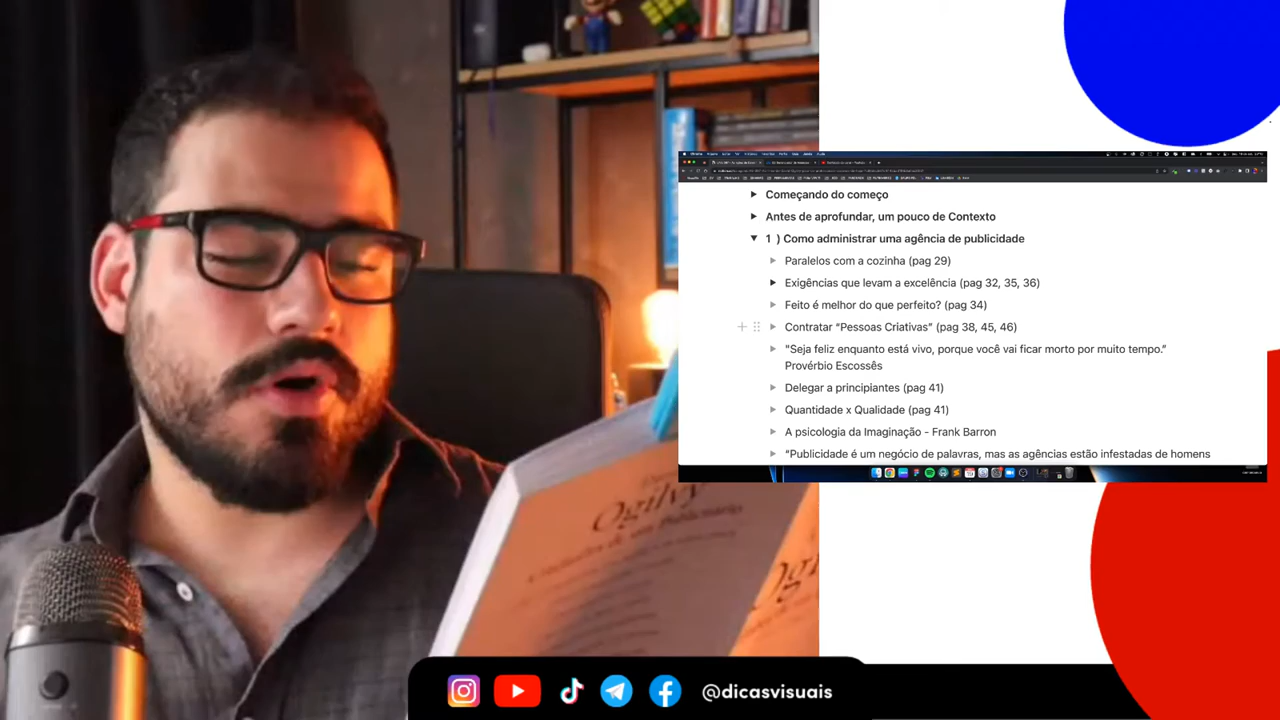 Começando do começo
Antes de aprofundar, um pouco de Contexto
1 ) Como administrar uma agência de publicidade
Paralelos com a cozinha (pag 29)
Exigências que levam a excelência (pag 32, 35, 36)
Feito é melhor do que perfeito? (pag 34)
Contratar “Pessoas Criativas” (pag 38, 45, 46)
“Seja feliz enquanto está vivo, porque você vai ficar morto por muito tempo.”
Provérbio Escossês
Delegar a principiantes (pag 41)
Quantidade x Qualidade (pag 41)
A psicologia da Imaginação - Frank Barron
“Publicidade é um negócio de palavras, mas as agências estão infestadas de homens
Ogilvy
Confissões de um Publicitário
@dicasvisuais